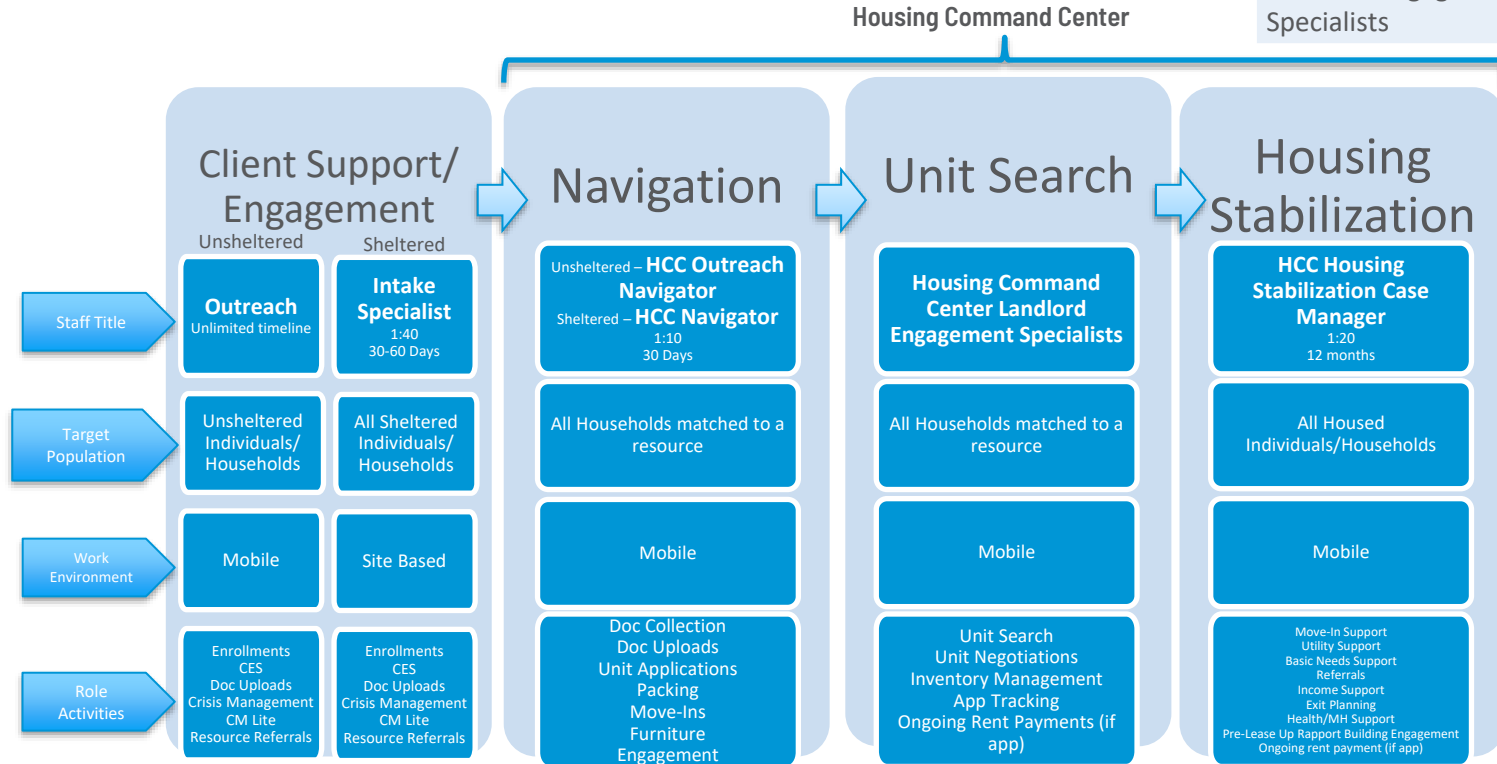 Housing Command Center
Specialists
Client Support/
Engagement
Unsheltered
Sheltered
Navigation
Unit Search
Housing
Stabilization
Staff Title
Outreach
Unlimited timeline
Intake
Specialist
1:40
30-60 Days
Unsheltered – HCC Outreach
Navigator
Sheltered – HCC Navigator
1:10
30 Days
Housing Command
Center Landlord
Engagement Specialists
HCC Housing
Stabilization Case
Manager
1:20
12 months
Target
Population
Unsheltered
Individuals/
Households
All Sheltered
Individuals/
Households
All Households matched to a
resource
All Households matched to a
resource
All Housed
Individuals/Households
Work
Environment
Mobile
Site Based
Mobile
Mobile
Mobile
Role
Activities
Enrollments
CES
Doc Uploads
Crisis Management
CM Lite
Resource Referrals
Enrollments
CES
Doc Uploads
Crisis Management
CM Lite
Resource Referrals
Doc Collection
Doc Uploads
Unit Applications
Packing
Move-Ins
Furniture
Engagement
Unit Search
Unit Negotiations
Inventory Management
App Tracking
Ongoing Rent Payments (if
app)
Move-In Support
Utility Support
Basic Needs Support
Referrals
Income Support
Exit Planning
Health/MH Support
Pre-Lease Up Rapport Building Engagement
Ongoing rent payment (if app)